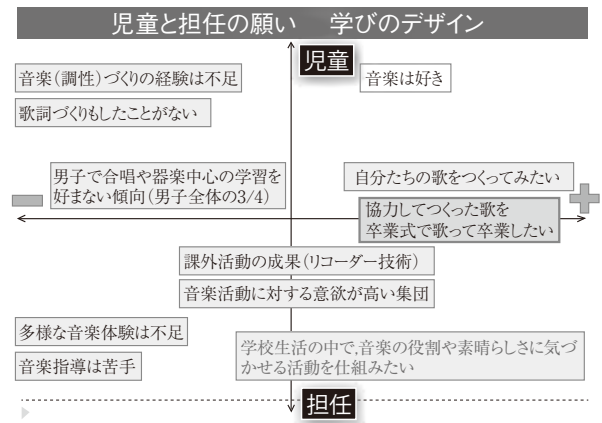 児童と担任の願い　学びのデザイン
児童
音楽（調性）づくりの経験は不足
音楽は好き
歌詞づくりもしたことがない
男子で合唱や器楽中心の学習を
好まない傾向（男子全体の3/4）
自分たちの歌をつくってみたい
協力してつくった歌を
卒業式で歌って卒業したい
課外活動の成果（リコーダー技術）
音楽活動に対する意欲が高い集団
多様な音楽体験は不足
音楽指導は苦手
学校生活の中で,音楽の役割や素晴らしさに気づ
かせる活動を仕組みたい
担任